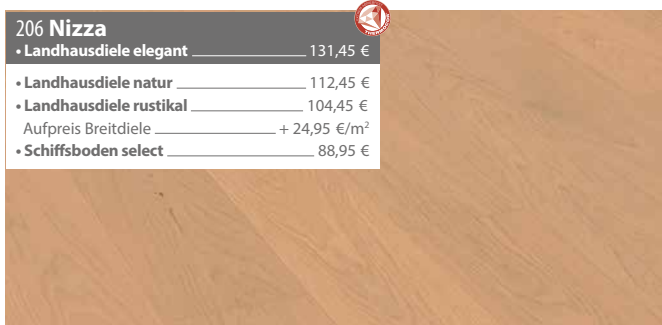 206 Nizza
• Landhausdiele elegant 131,45 €
• Landhausdiele natur 112,45 €
• Landhausdiele rustikal 104,45 €
Aufpreis Breitdiele + 24,95 €/m²
• Schiffsboden select 88,95 €